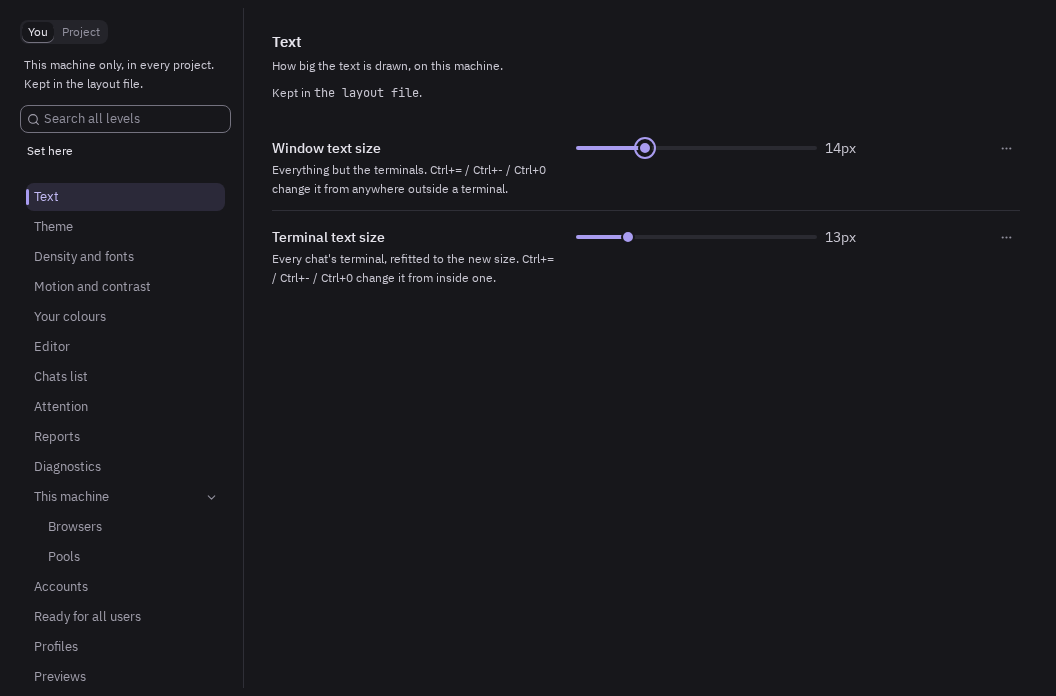 You
Project
This machine only, in every project.
Kept in the layout file.
Search all levels
Set here
Text
Theme
Density and fonts
Motion and contrast
Your colours
Editor
Chats list
Attention
Reports
Diagnostics
This machine
Browsers
Pools
Accounts
Ready for all users
Profiles
Previews
Text
How big the text is drawn, on this machine.
Kept in the layout file.
Window text size
14px
Everything but the terminals. Ctrl+= / Ctrl+- / Ctrl+0
change it from anywhere outside a terminal.
Terminal text size
13px
Every chat's terminal, refitted to the new size. Ctrl+=
/ Ctrl+- / Ctrl+0 change it from inside one.